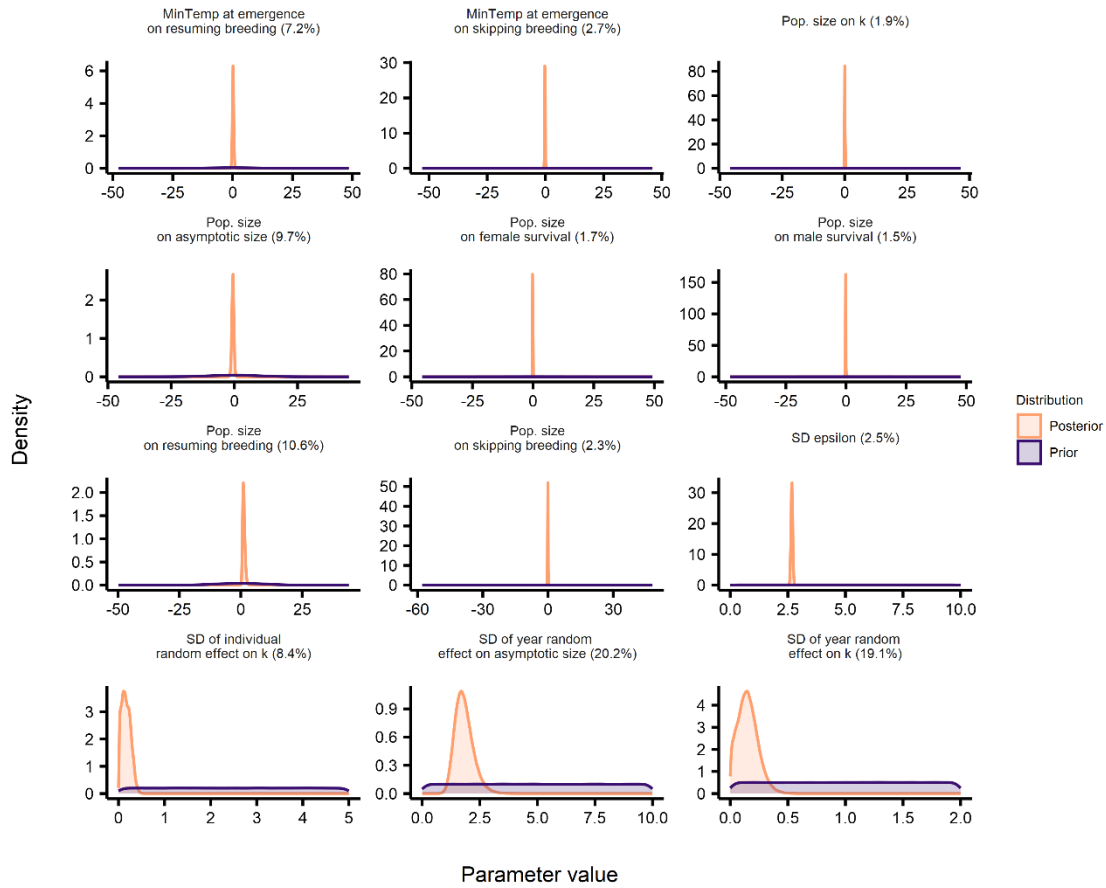 MinTemp at emergence
on resuming breeding (7.2%)
MinTemp at emergence
on skipping breeding (2.7%)
Pop. size on k (1.9%)
6
4
2
0
-50 -25 0 25 50
30
20
10
0
-50 -25 0 25 50
80
60
40
20
0
-50 -25 0 25 50
Pop. size
on asymptotic size (9.7%)
Pop. size
on female survival (1.7%)
Pop. size
on male survival (1.5%)
2
1
0
-50 -25 0 25
80
60
40
20
0
-50 -25 0 25 50
150
100
50
0
-50 -25 0 25 50
Pop. size
on resuming breeding (10.6%)
Pop. size
on skipping breeding (2.3%)
SD epsilon (2.5%)
2.0
1.5
1.0
0.5
0.0
-50 -25 0 25
50
40
30
20
10
0
-60 -30 0 30
30
20
10
0
0.0 2.5 5.0 7.5 10.0
SD of individual
random effect on k (8.4%)
SD of year random
effect on asymptotic size (20.2%)
SD of year random
effect on k (19.1%)
3
2
1
0
0 1 2 3 4 5
0.9
0.6
0.3
0.0
0.0 2.5 5.0 7.5 10.0
4
3
2
1
0
0.0 0.5 1.0 1.5 2.0
Density
Parameter value
Distribution
Posterior
Prior